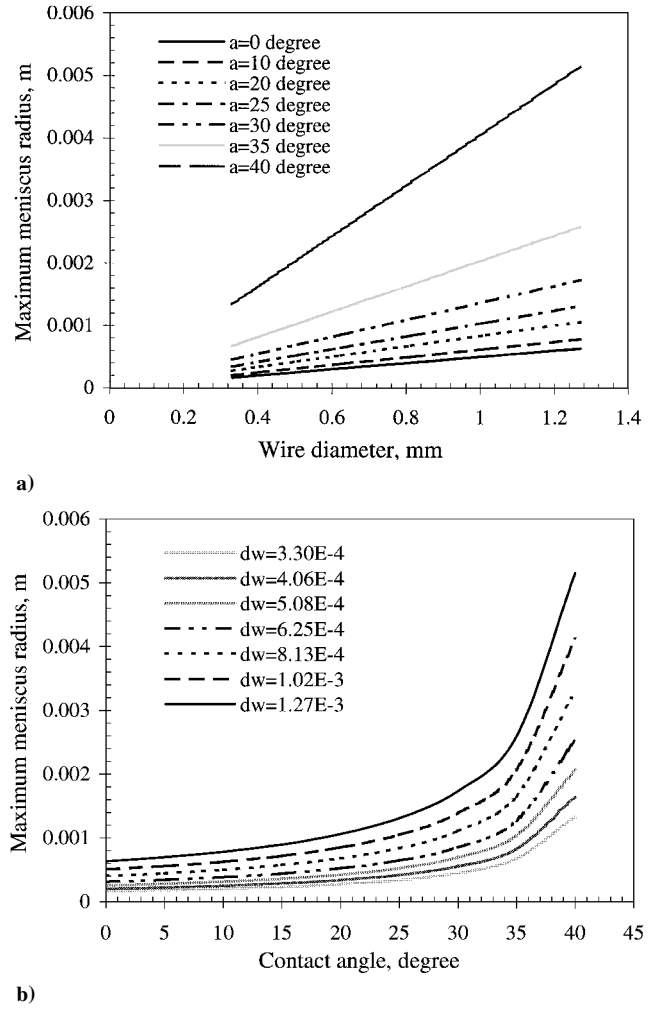 0.006
0.005
0.004
0.003
0.002
0.001
0
Maximum meniscus radius, m
a=0 degree
a=10 degree
a=20 degree
a=25 degree
a=30 degree
a=35 degree
a=40 degree
0 0.2 0.4 0.6 0.8 1 1.2 1.4
Wire diameter, mm
a)
0.006
0.005
0.004
0.003
0.002
0.001
0
Maximum meniscus radius, m
dw=3.30E-4
dw=4.06E-4
dw=5.08E-4
dw=6.25E-4
dw=8.13E-4
dw=1.02E-3
dw=1.27E-3
0 5 10 15 20 25 30 35 40 45
Contact angle, degree
b)